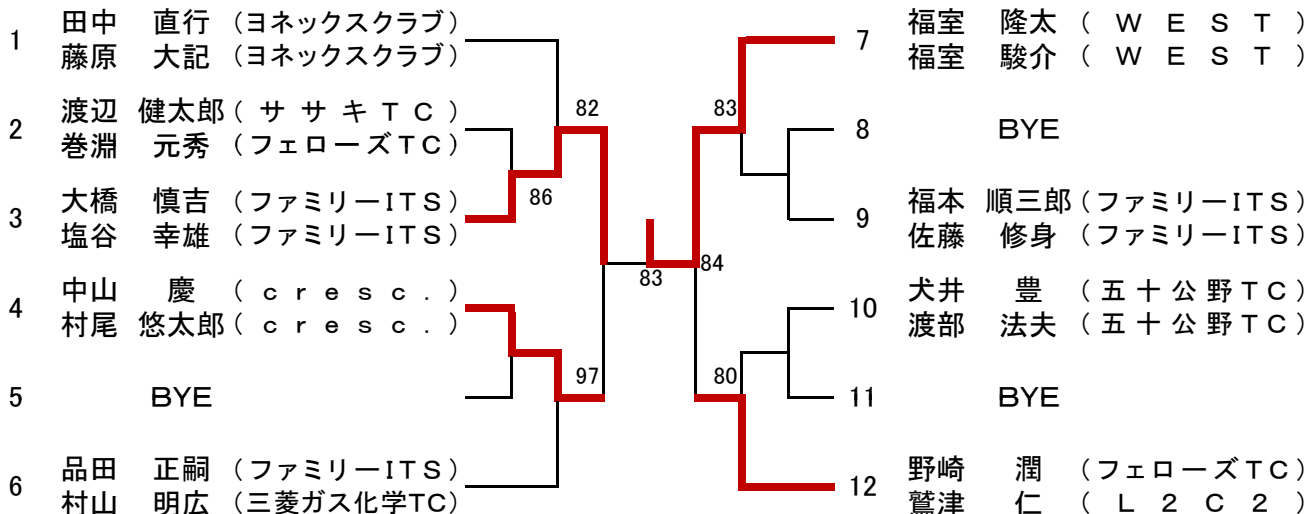 1 田中 直行 (ヨネックスクラブ)
藤原 大記 (ヨネックスクラブ)
2 渡辺 健太郎 (ササキTC)
巻淵 元秀 (フェローズTC)
3 大橋 慎吉 (ファミリーITS)
塩谷 幸雄 (ファミリーITS)
4 中山 慶 (cresc.)
村尾 悠太郎 (cresc.)
5 BYE
6 品田 正嗣 (ファミリーITS)
村山 明広 (三菱ガス化学TC)
82
86
97
83
84
83
80
7 福室 隆太 (WEST)
福室 駿介 (WEST)
8 BYE
9 福本 順三郎 (ファミリーITS)
佐藤 修身 (ファミリーITS)
10 犬井 豊 (五十公野TC)
渡部 法夫 (五十公野TC)
11 BYE
12 野崎 潤 (フェローズTC)
鷲津 仁 (L2C2)